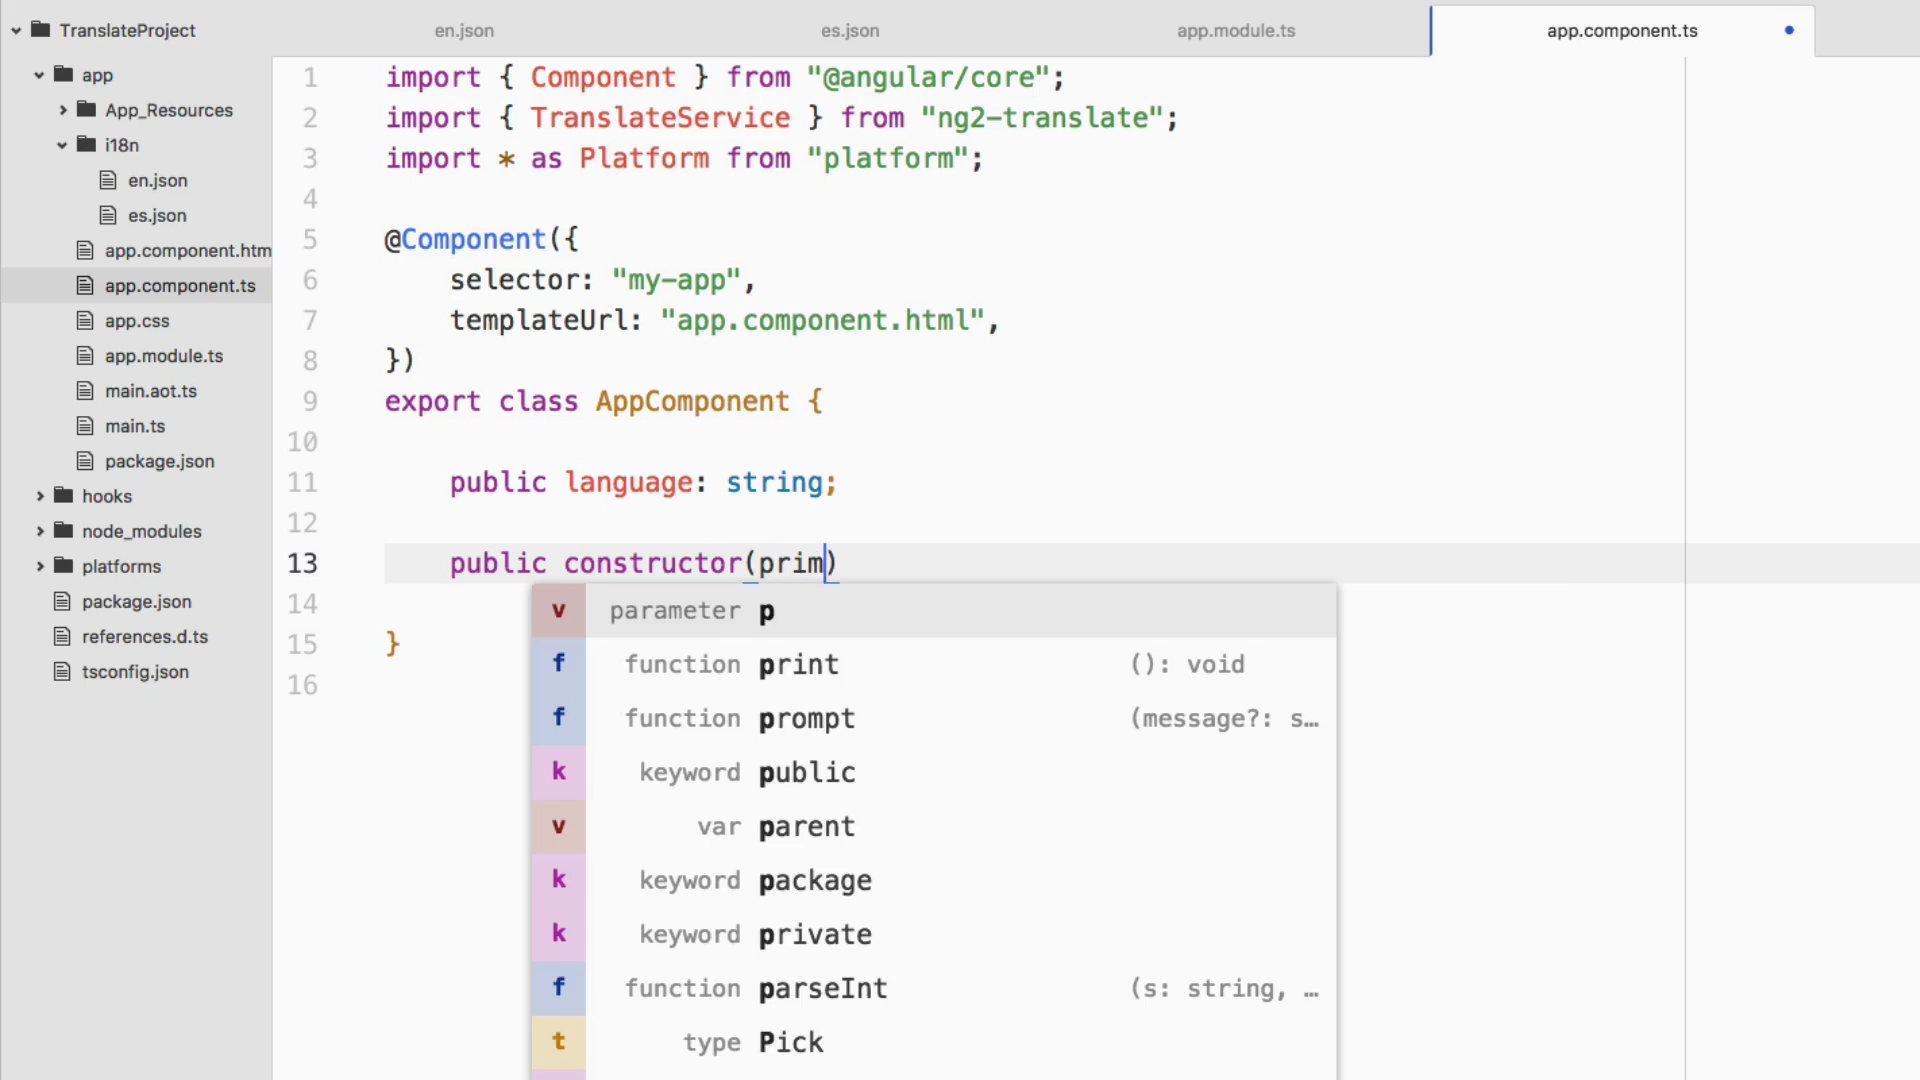 TranslateProject
en.json
es.json
app.module.ts
app.component.ts
app
App_Resources
i18n
en.json
es.json
app.component.htm
app.component.ts
app.css
app.module.ts
main.aot.ts
main.ts
package.json
hooks
node_modules
platforms
package.json
references.d.ts
tsconfig.json
1 import { Component } from "@angular/core";
2 import { TranslateService } from "ng2-translate";
3 import * as Platform from "platform";
4
5 @Component({
6 selector: "my-app",
7 templateUrl: "app.component.html",
8 })
9 export class AppComponent {
10
11 public language: string;
12
13 public constructor(prim)
14
15 }
16
v parameter p
f function print (): void
f function prompt (message?: s…
k keyword public
v var parent
k keyword package
k keyword private
f function parseInt (s: string, …
t type Pick